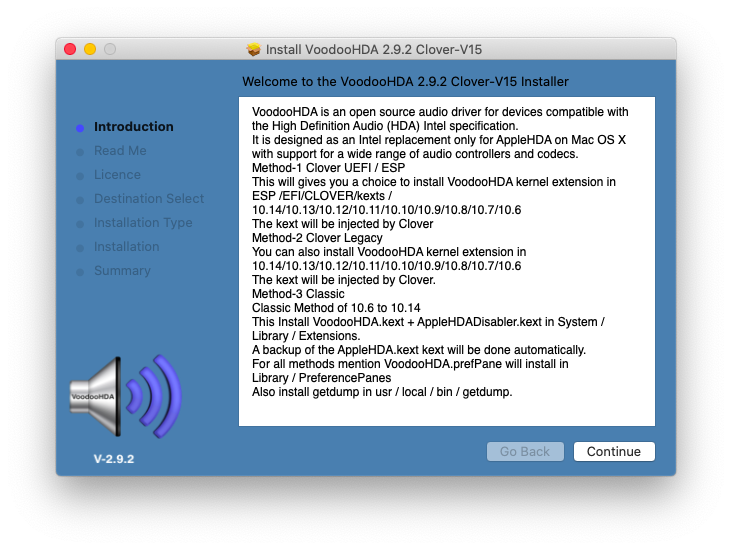 Install VoodooHDA 2.9.2 Clover-V15
Welcome to the VoodooHDA 2.9.2 Clover-V15 Installer
Introduction
Read Me
Licence
Destination Select
Installation Type
Installation
Summary
VoodooHDA is an open source audio driver for devices compatible with
the High Definition Audio (HDA) Intel specification.
It is designed as an Intel replacement only for AppleHDA on Mac OS X
with support for a wide range of audio controllers and codecs.
Method-1 Clover UEFI / ESP
This will gives you a choice to install VoodooHDA kernel extension in
ESP /EFI/CLOVER/kexts /
10.14/10.13/10.12/10.11/10.10/10.9/10.8/10.7/10.6
The kext will be injected by Clover
Method-2 Clover Legacy
You can also install VoodooHDA kernel extension in
10.14/10.13/10.12/10.11/10.10/10.9/10.8/10.7/10.6
The kext will be injected by Clover.
Method-3 Classic
Classic Method of 10.6 to 10.14
This Install VoodooHDA.kext + AppleHDADisabler.kext in System /
Library / Extensions.
A backup of the AppleHDA.kext kext will be done automatically.
For all methods mention VoodooHDA.prefPane will install in
Library / PreferencePanes
Also install getdump in usr / local / bin / getdump.
VoodooHDA
V-2.9.2
Go Back
Continue